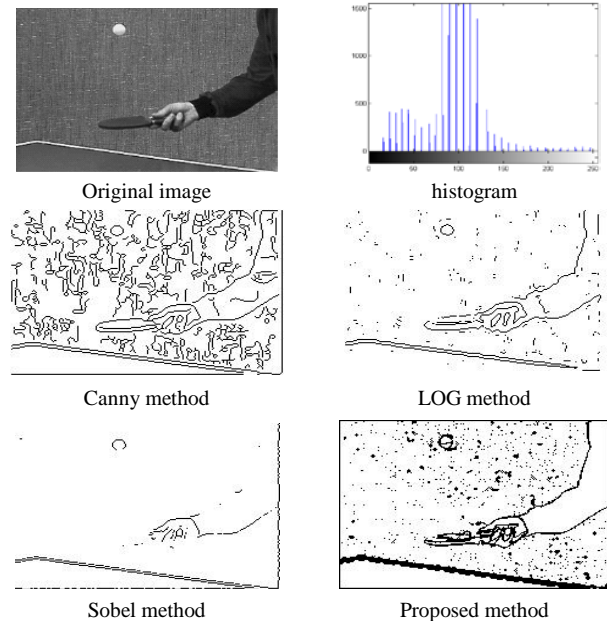 1500
1000
500
0
0 50 100 150 200 250
Original image histogram
Canny method LOG method
Sobel method Proposed method